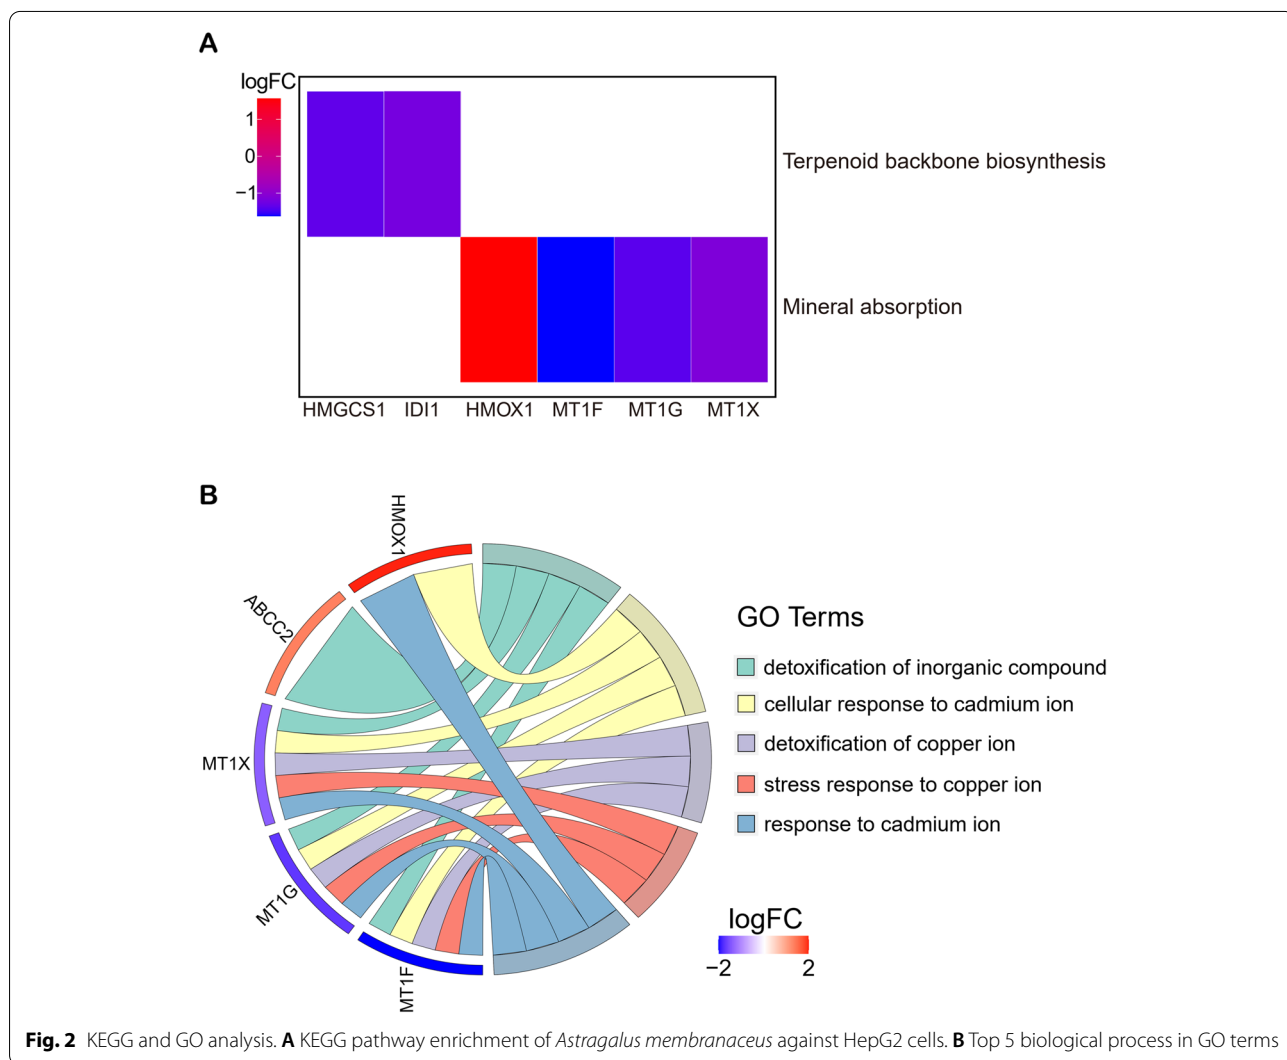 A
logFC
1
0
−1
Terpenoid backbone biosynthesis
Mineral absorption
HMGCS1 IDI1 HMOX1 MT1F MT1G MT1X
B
HMOX1
ABCC2
MT1X
MT1G
MT1F
GO Terms
detoxification of inorganic compound
cellular response to cadmium ion
detoxification of copper ion
stress response to copper ion
response to cadmium ion
logFC
−2 2
Fig. 2 KEGG and GO analysis. A KEGG pathway enrichment of Astragalus membranaceus against HepG2 cells. B Top 5 biological process in GO terms